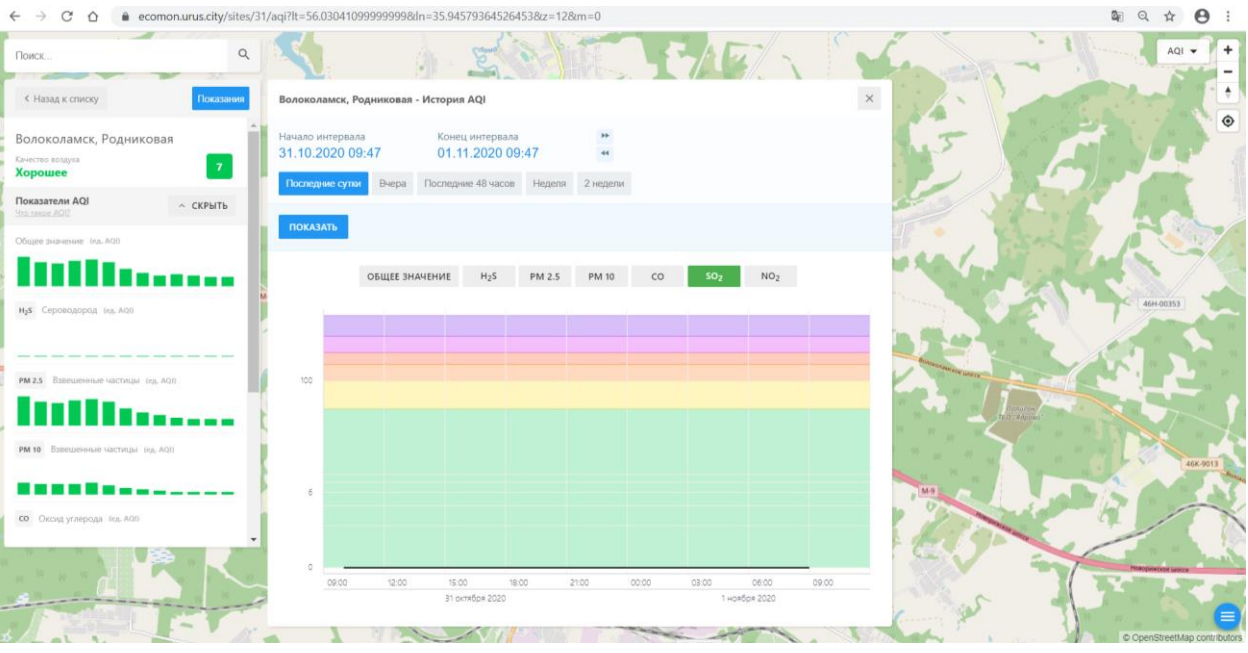 ecomon.urus.city/sites/31/aqi?lt=56.03041099999999&ln=35.94579364526453&z=12&m=0
Поиск...
AQI
Назад к списку
Показания
Волоколамск, Родниковая
Качество воздуха
Хорошее
7
Показатели AQI
Что такое AQI?
СКРЫТЬ
Общее значение (ед. AQI)
H₂S Сероводород (ед. AQI)
PM 2.5 Взвешенные частицы (ед. AQI)
PM 10 Взвешенные частицы (ед. AQI)
CO Оксид углерода (ед. AQI)
Волоколамск, Родниковая - История AQI
Начало интервала Конец интервала
31.10.2020 09:47 01.11.2020 09:47
Последние сутки Вчера Последние 48 часов Неделя 2 недели
ПОКАЗАТЬ
ОБЩЕЕ ЗНАЧЕНИЕ H₂S PM 2.5 PM 10 CO SO₂ NO₂
100
6
0
09:00 12:00 15:00 18:00 21:00 00:00 03:00 06:00 09:00
31 октября 2020 1 ноября 2020
46Н-00353
Волоколамское шоссе
Полигон
ТБО "Ядрово"
46К-9013
М-9
Новорижское шоссе
Новорижское шоссе
© OpenStreetMap contributors